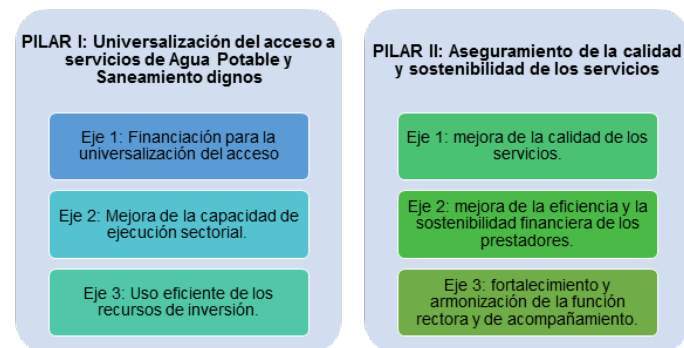 PILAR I: Universalización del acceso a
servicios de Agua Potable y
Saneamiento dignos
Eje 1: Financiación para la
universalización del acceso
Eje 2: Mejora de la capacidad de
ejecución sectorial.
Eje 3: Uso eficiente de los
recursos de inversión.
PILAR II: Aseguramiento de la calidad
y sostenibilidad de los servicios
Eje 1: mejora de la calidad de los
servicios.
Eje 2: mejora de la eficiencia y la
sostenibilidad financiera de los
prestadores.
Eje 3: fortalecimiento y
armonización de la función
rectora y de acompañamiento.